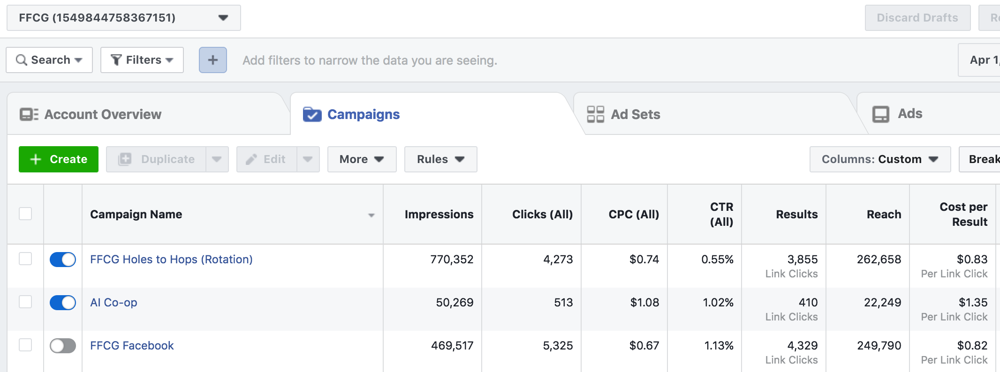 FFCG (1549844758367151)
Discard Drafts
Search
Filters
+
Add filters to narrow the data you are seeing.
Apr 1,
Account Overview
Campaigns
Ad Sets
Ads
+ Create
Duplicate
Edit
More
Rules
Columns: Custom
Break
Campaign Name Impressions Clicks (All) CPC (All) CTR (All) Results Reach Cost per Result
FFCG Holes to Hops (Rotation) 770,352 4,273 $0.74 0.55% 3,855 262,658 $0.83
Link Clicks Per Link Click
AI Co-op 50,269 513 $1.08 1.02% 410 22,249 $1.35
Link Clicks Per Link Click
FFCG Facebook 469,517 5,325 $0.67 1.13% 4,329 249,790 $0.82
Link Clicks Per Link Click